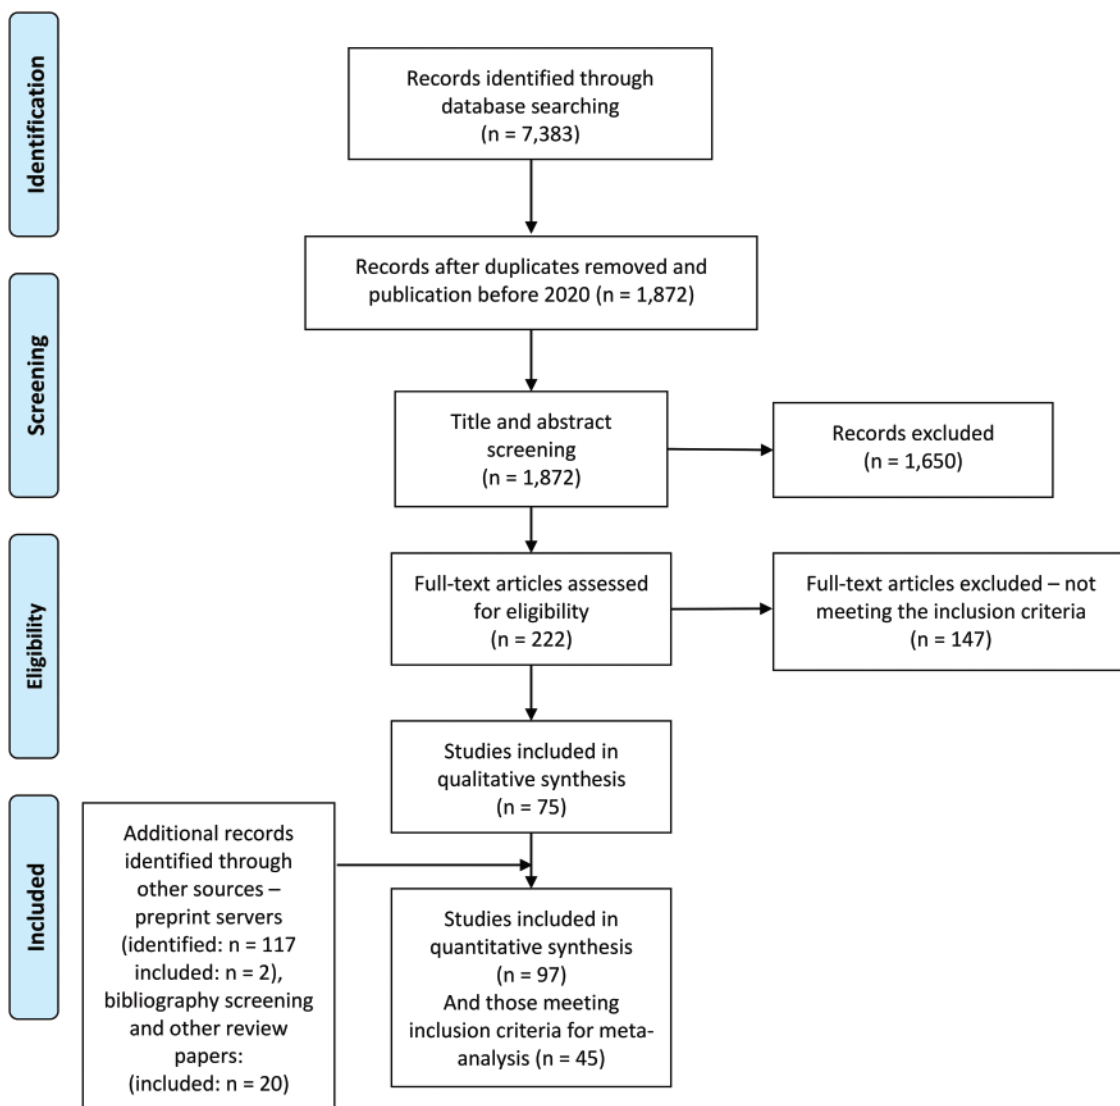 Identification
Records identified through
database searching
(n = 7,383)
Records after duplicates removed and
publication before 2020 (n = 1,872)
Screening
Title and abstract
screening
(n = 1,872)
Records excluded
(n = 1,650)
Eligibility
Full-text articles assessed
for eligibility
(n = 222)
Full-text articles excluded – not
meeting the inclusion criteria
(n = 147)
Studies included in
qualitative synthesis
(n = 75)
Included
Additional records
identified through
other sources –
preprint servers
(identified: n = 117
included: n = 2),
bibliography screening
and other review
papers:
(included: n = 20)
Studies included in
quantitative synthesis
(n = 97)
And those meeting
inclusion criteria for meta-
analysis (n = 45)